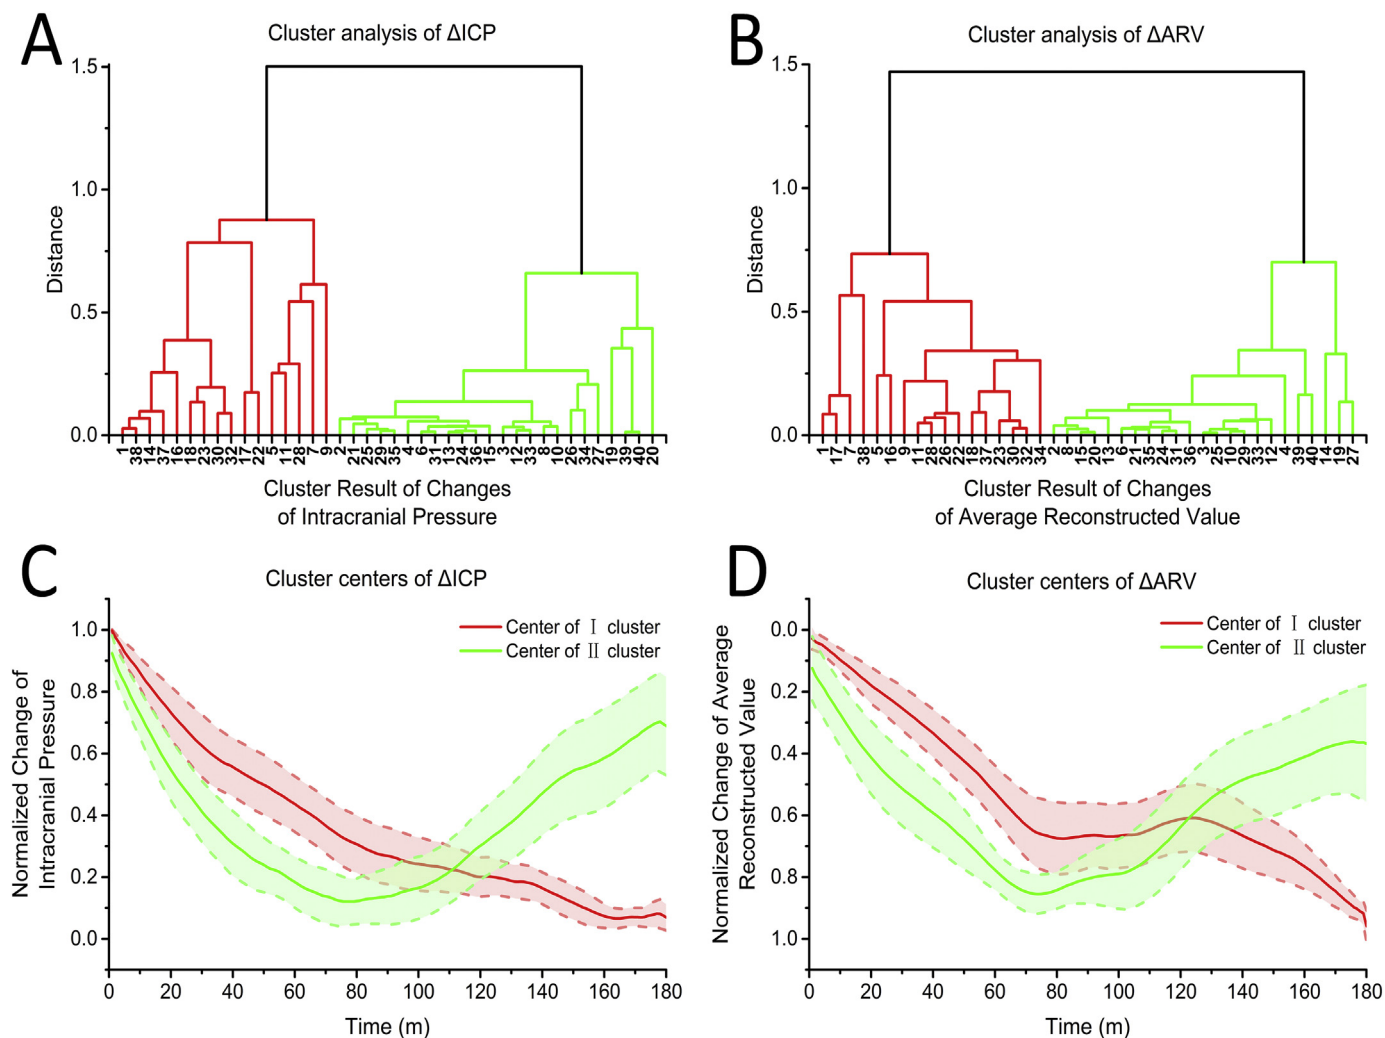 A
Cluster analysis of ΔICP
1.5
1.0
0.5
0.0
Distance
1 38 14 37 16 18 23 30 32 17 22 5 11 28 7 9 2 21 25 29 35 4 6 31 13 24 36 15 3 12 33 8 10 26 34 27 19 39 40 20
Cluster Result of Changes
of Intracranial Pressure
B
Cluster analysis of ΔARV
1.5
1.0
0.5
0.0
Distance
1 17 7 38 5 16 9 11 28 26 22 18 37 23 30 32 34 2 8 15 20 13 6 21 35 24 31 36 3 25 10 29 33 12 4 39 40 14 19 27
Cluster Result of Changes
of Average Reconstructed Value
C
Cluster centers of ΔICP
Center of Ⅰ cluster
Center of Ⅱ cluster
1.0
0.8
0.6
0.4
0.2
0.0
Normalized Change of
Intracranial Pressure
0 20 40 60 80 100 120 140 160 180
Time (m)
D
Cluster centers of ΔARV
Center of Ⅰ cluster
Center of Ⅱ cluster
0.0
0.2
0.4
0.6
0.8
1.0
Normalized Change of Average
Reconstructed Value
0 20 40 60 80 100 120 140 160 180
Time (m)